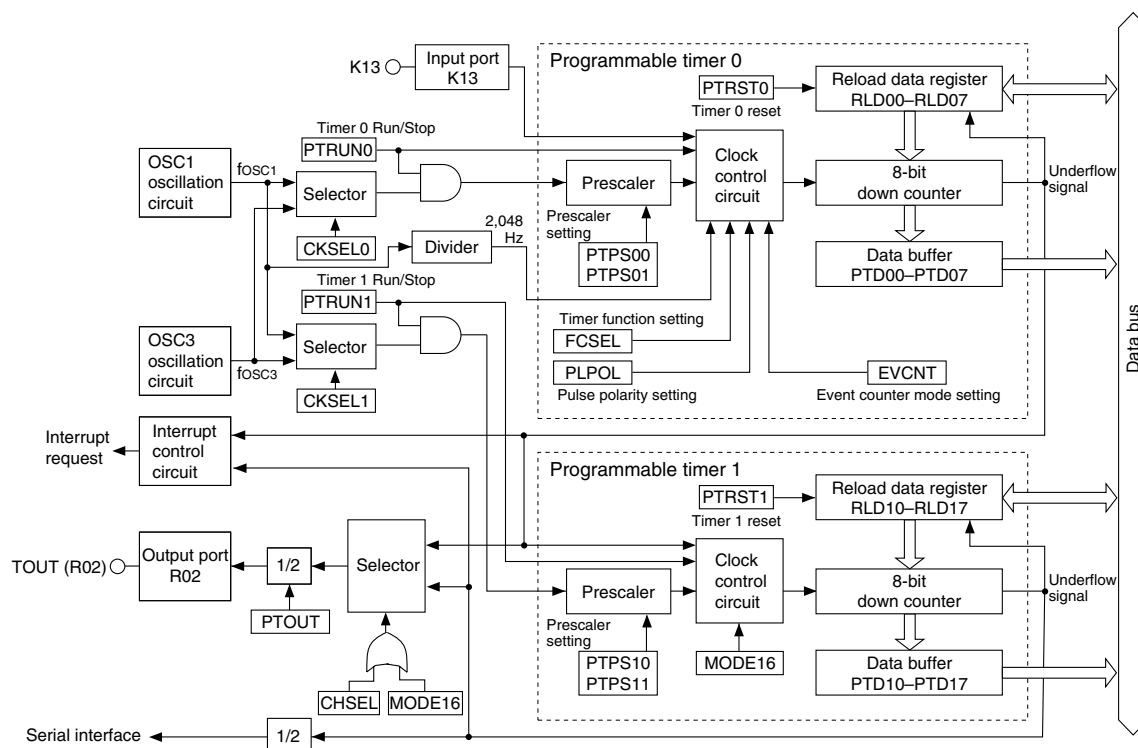 K13
Input port
K13
Programmable timer 0
PTRST0
Timer 0 reset
Reload data register
RLD00–RLD07
Timer 0 Run/Stop
PTRUN0
OSC1
oscillation
circuit
fOSC1
Selector
CKSEL0
Prescaler
Prescaler
setting
PTPS00
PTPS01
Clock
control
circuit
8-bit
down counter
Underflow
signal
Data buffer
PTD00–PTD07
2,048
Hz
Divider
Timer 1 Run/Stop
PTRUN1
OSC3
oscillation
circuit
fOSC3
Selector
CKSEL1
Timer function setting
FCSEL
PLPOL
Pulse polarity setting
EVCNT
Event counter mode setting
Data bus
Interrupt
request
Interrupt
control
circuit
Programmable timer 1
PTRST1
Timer 1 reset
Reload data register
RLD10–RLD17
TOUT (R02)
Output port
R02
1/2
PTOUT
Selector
CHSEL
MODE16
Prescaler
Prescaler
setting
PTPS10
PTPS11
Clock
control
circuit
MODE16
8-bit
down counter
Underflow
signal
Data buffer
PTD10–PTD17
Serial interface
1/2